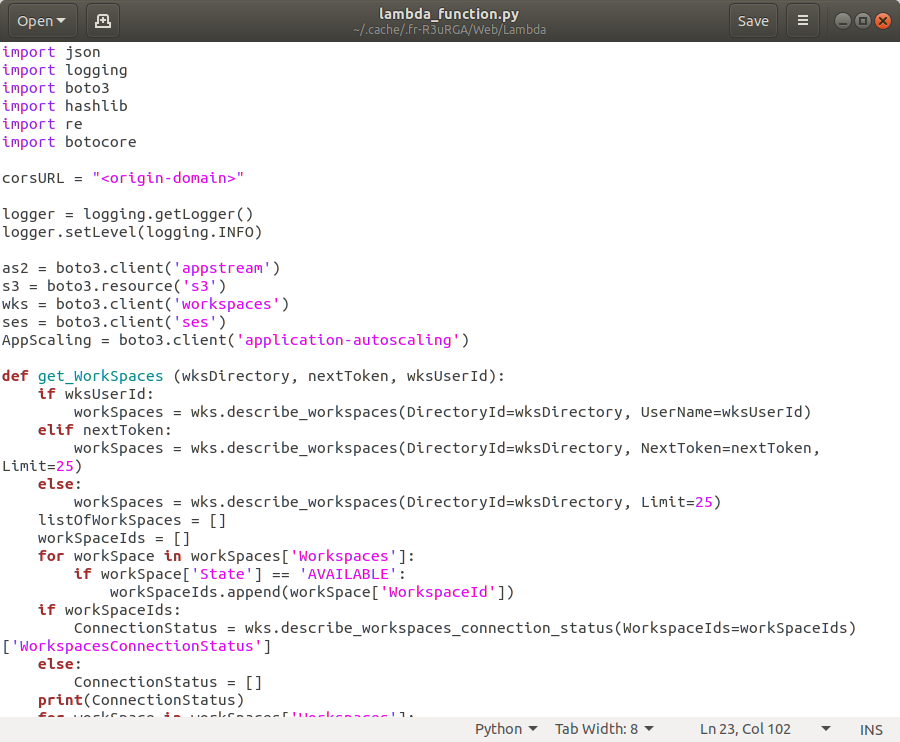 Open
lambda_function.py
~/.cache/.fr-R3uRGA/Web/Lambda
Save
import json
import logging
import boto3
import hashlib
import re
import botocore
corsURL = "<origin-domain>"
logger = logging.getLogger()
logger.setLevel(logging.INFO)
as2 = boto3.client('appstream')
s3 = boto3.resource('s3')
wks = boto3.client('workspaces')
ses = boto3.client('ses')
AppScaling = boto3.client('application-autoscaling')
def get_WorkSpaces (wksDirectory, nextToken, wksUserId):
    if wksUserId:
        workSpaces = wks.describe_workspaces(DirectoryId=wksDirectory, UserName=wksUserId)
    elif nextToken:
        workSpaces = wks.describe_workspaces(DirectoryId=wksDirectory, NextToken=nextToken,
Limit=25)
    else:
        workSpaces = wks.describe_workspaces(DirectoryId=wksDirectory, Limit=25)
    listOfWorkSpaces = []
    workSpaceIds = []
    for workSpace in workSpaces['Workspaces']:
        if workSpace['State'] == 'AVAILABLE':
            workSpaceIds.append(workSpace['WorkspaceId'])
    if workSpaceIds:
        ConnectionStatus = wks.describe_workspaces_connection_status(WorkspaceIds=workSpaceIds)
['WorkspacesConnectionStatus']
    else:
        ConnectionStatus = []
    print(ConnectionStatus)
    for workSpace in workSpaces['Workspaces']:
Python
Tab Width: 8
Ln 23, Col 102
INS